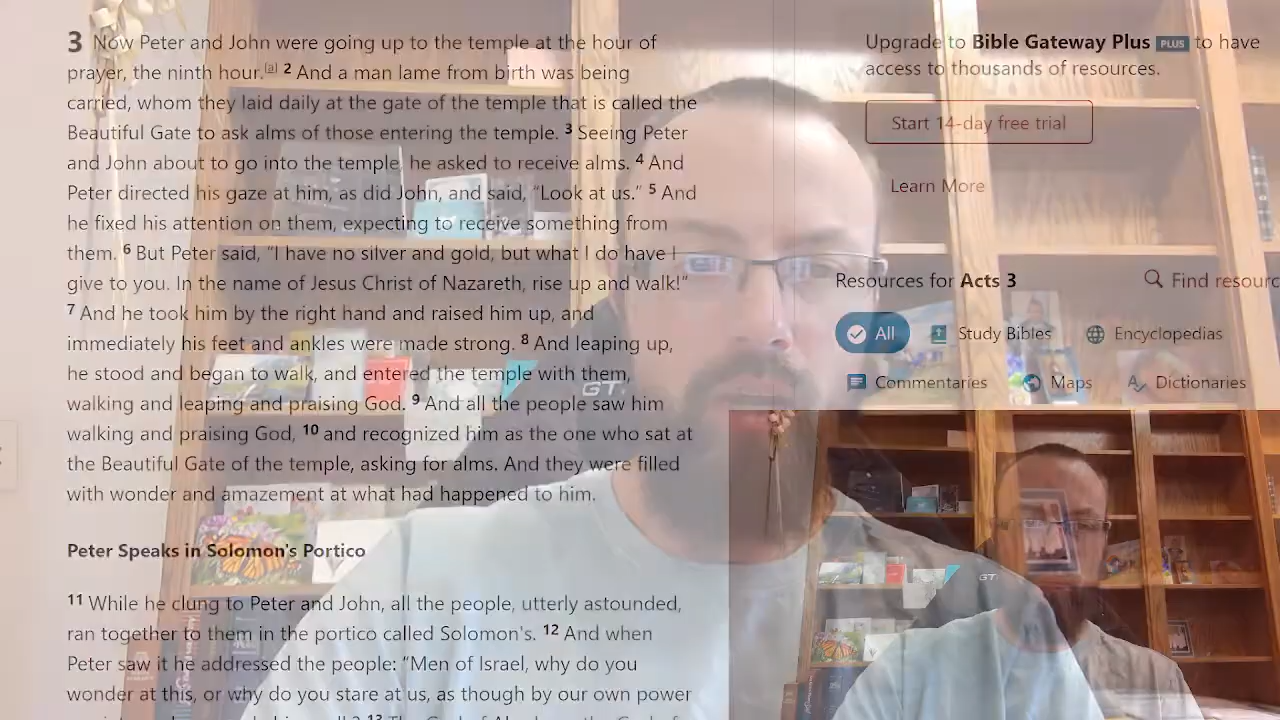 3 Now Peter and John were going up to the temple at the hour of
prayer, the ninth hour.[a] 2 And a man lame from birth was being
carried, whom they laid daily at the gate of the temple that is called the
Beautiful Gate to ask alms of those entering the temple. 3 Seeing Peter
and John about to go into the temple, he asked to receive alms. 4 And
Peter directed his gaze at him, as did John, and said, “Look at us.” 5 And
he fixed his attention on them, expecting to receive something from
them. 6 But Peter said, “I have no silver and gold, but what I do have I
give to you. In the name of Jesus Christ of Nazareth, rise up and walk!”
7 And he took him by the right hand and raised him up, and
immediately his feet and ankles were made strong. 8 And leaping up,
he stood and began to walk, and entered the temple with them,
walking and leaping and praising God. 9 And all the people saw him
walking and praising God, 10 and recognized him as the one who sat at
the Beautiful Gate of the temple, asking for alms. And they were filled
with wonder and amazement at what had happened to him.
Peter Speaks in Solomon's Portico
11 While he clung to Peter and John, all the people, utterly astounded,
ran together to them in the portico called Solomon's. 12 And when
Peter saw it he addressed the people: “Men of Israel, why do you
wonder at this, or why do you stare at us, as though by our own power
Upgrade to Bible Gateway Plus PLUS to have
access to thousands of resources.
Start 14-day free trial
Learn More
Resources for Acts 3
Find resourc
All
Study Bibles
Encyclopedias
Commentaries
Maps
Dictionaries
GT
GT